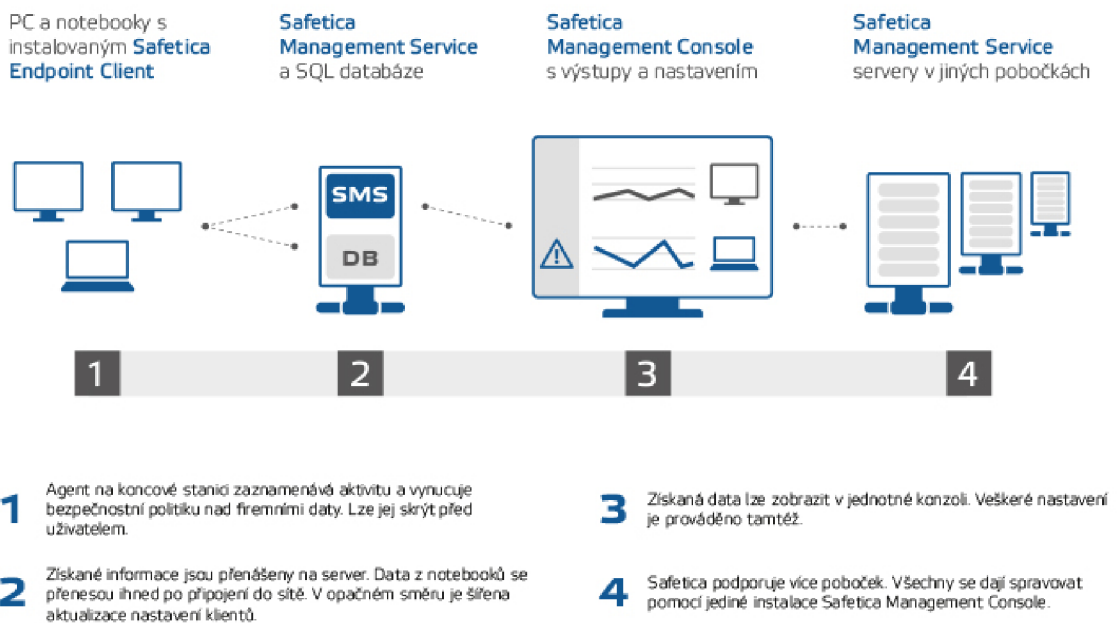 PC a notebooky s
instalovaným Safetica
Endpoint Client
Safetica
Management Service
a SQL databáze
Safetica
Management Console
s výstupy a nastavením
Safetica
Management Service
servery v jiných pobočkách
SMS
DB
1
2
3
4
1
Agent na koncové stanici zaznamenává aktivitu a vynucuje
bezpečnostní politiku nad firemními daty. Lze jej skrýt před
uživatelem.
2
Získané informace jsou přenášeny na server. Data z notebooků se
přenesou ihned po připojení do sítě. V opačném směru je šířena
aktualizace nastavení klientů.
3
Získaná data lze zobrazit v jednotné konzoli. Veškeré nastavení
je prováděno tamtéž.
4
Safetica podporuje více poboček. Všechny se dají spravovat
pomocí jediné instalace Safetica Management Console.